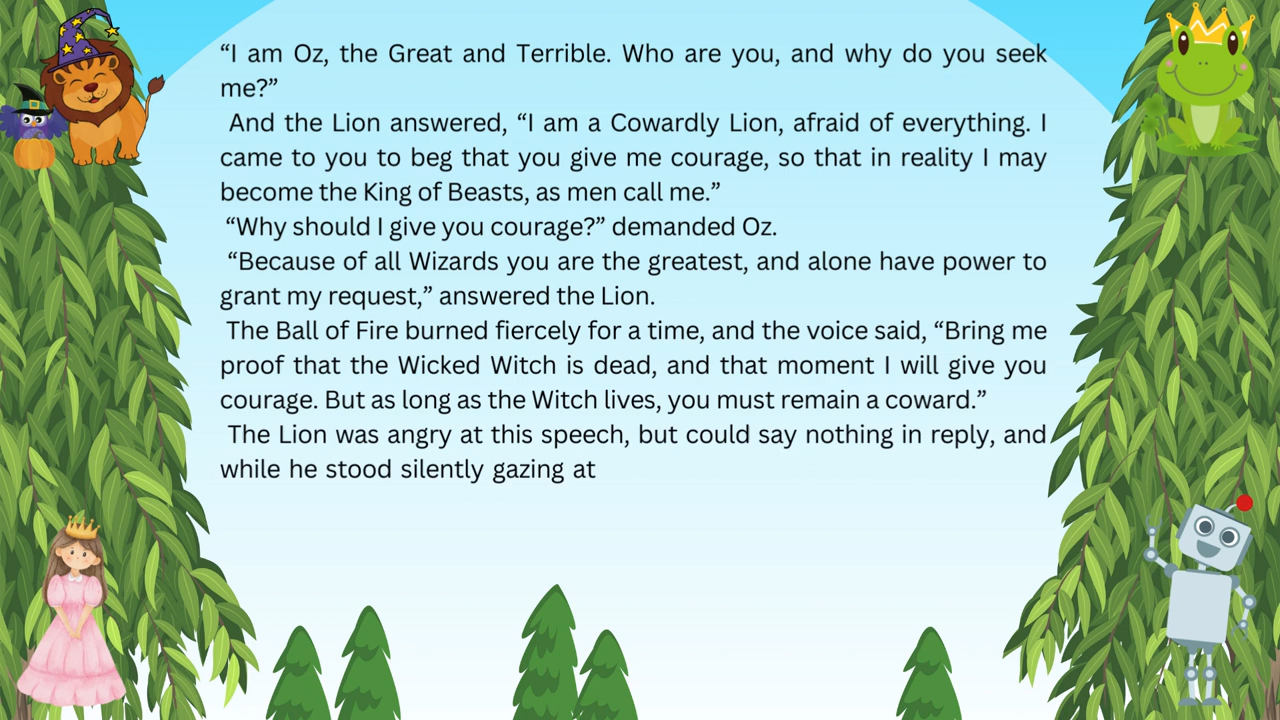 “I am Oz, the Great and Terrible. Who are you, and why do you seek
me?”
And the Lion answered, “I am a Cowardly Lion, afraid of everything. I
came to you to beg that you give me courage, so that in reality I may
become the King of Beasts, as men call me.”
“Why should I give you courage?” demanded Oz.
“Because of all Wizards you are the greatest, and alone have power to
grant my request,” answered the Lion.
The Ball of Fire burned fiercely for a time, and the voice said, “Bring me
proof that the Wicked Witch is dead, and that moment I will give you
courage. But as long as the Witch lives, you must remain a coward.”
The Lion was angry at this speech, but could say nothing in reply, and
while he stood silently gazing at